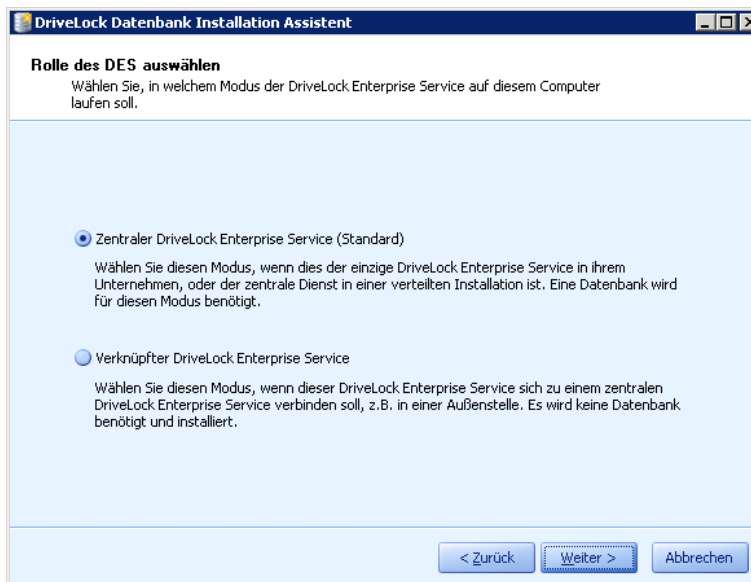 DriveLock Datenbank Installation Assistent
Rolle des DES auswählen
Wählen Sie, in welchem Modus der DriveLock Enterprise Service auf diesem Computer
laufen soll.
Zentraler DriveLock Enterprise Service (Standard)
Wählen Sie diesen Modus, wenn dies der einzige DriveLock Enterprise Service in ihrem
Unternehmen, oder der zentrale Dienst in einer verteilten Installation ist. Eine Datenbank wird
für diesen Modus benötigt.
Verknüpfter DriveLock Enterprise Service
Wählen Sie diesen Modus, wenn dieser DriveLock Enterprise Service sich zu einem zentralen
DriveLock Enterprise Service verbinden soll, z.B. in einer Außenstelle. Es wird keine Datenbank
benötigt und installiert.
< Zurück Weiter > Abbrechen